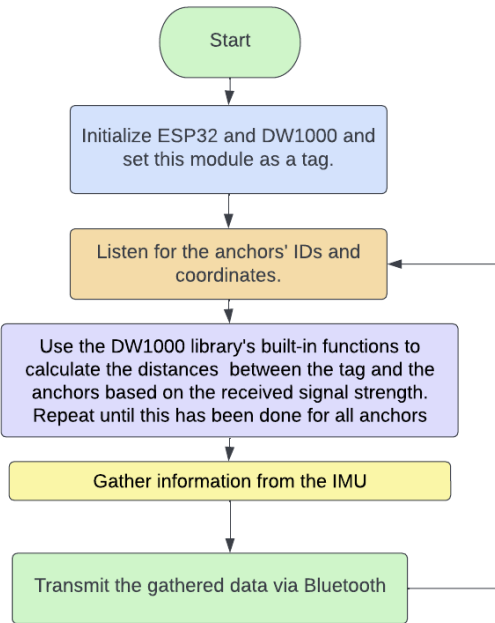 Start
Initialize ESP32 and DW1000 and
set this module as a tag.
Listen for the anchors' IDs and
coordinates.
Use the DW1000 library's built-in functions to
calculate the distances  between the tag and the
anchors based on the received signal strength.
Repeat until this has been done for all anchors
Gather information from the IMU
Transmit the gathered data via Bluetooth